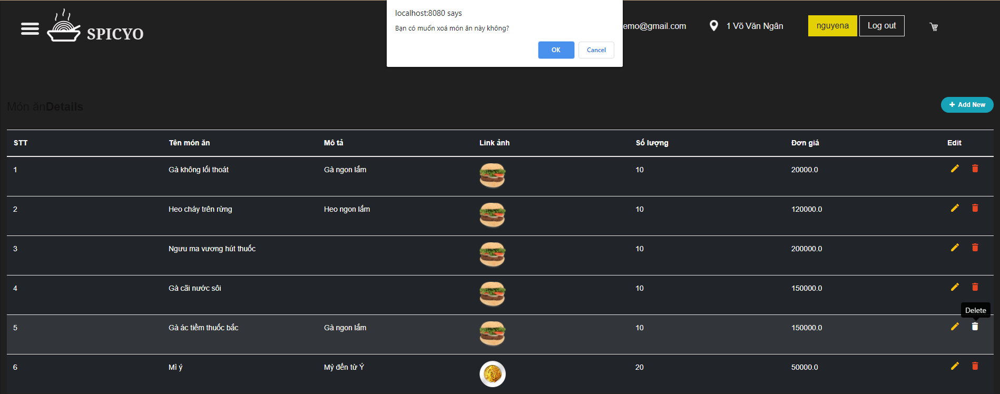 localhost:8080 says
Bạn có muốn xoá món ăn này không?
OK Cancel
SPICYO
emo@gmail.com 1 Võ Văn Ngân nguyena Log out
Món ănDetails
Add New
STT Tên món ăn Mô tả Link ảnh Số lượng Đơn giá Edit
1 Gà không lối thoát Gà ngon lắm 10 20000.0
2 Heo cháy trên rừng Heo ngon lắm 10 120000.0
3 Ngưu ma vương hút thuốc 10 200000.0
4 Gà cãi nước sôi 10 150000.0
Delete
5 Gà ác tiềm thuốc bắc Gà ngon lắm 10 150000.0
6 Mì ý Mỳ đến từ Ý 20 50000.0